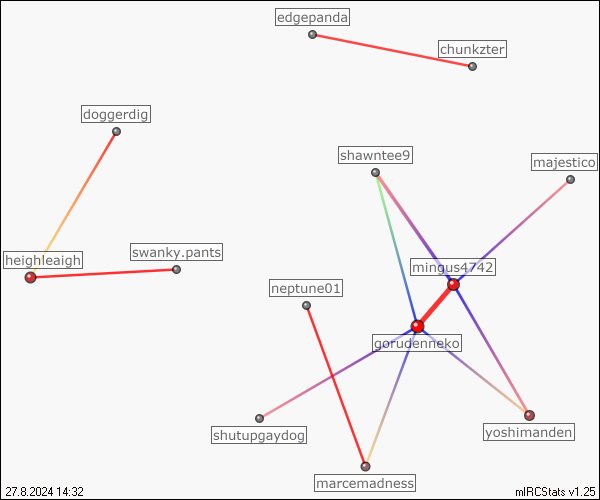 edgepanda
chunkzter
doggerdig
shawntee9
majestico
swanky.pants
heighleaigh
mingus4742
neptune01
gorudenneko
shutupgaydog
yoshimanden
marcemadness
27.8.2024 14:32
mIRCStats v1.25